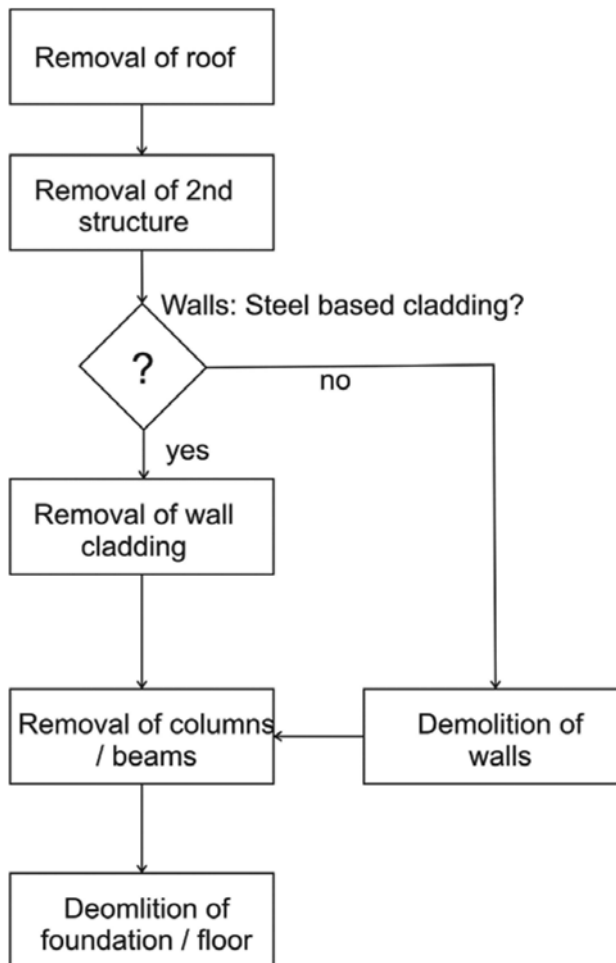 Removal of roof
Removal of 2nd
structure
Walls: Steel based cladding?
?
no
yes
Removal of wall
cladding
Removal of columns
/ beams
Demolition of
walls
Deomlition of
foundation / floor